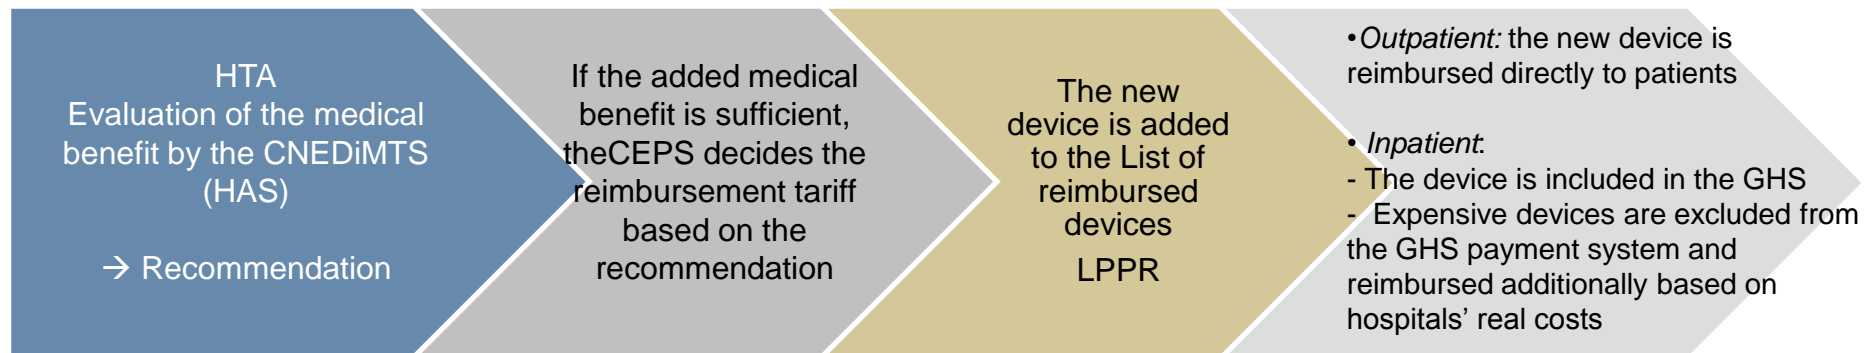 HTA
Evaluation of the medical
benefit by the CNEDiMTS
(HAS)
→ Recommendation
If the added medical
benefit is sufficient,
theCEPS decides the
reimbursement tariff
based on the
recommendation
The new
device is added
to the List of
reimbursed
devices
LPPR
•Outpatient: the new device is
reimbursed directly to patients
• Inpatient:
- The device is included in the GHS
- Expensive devices are excluded from
the GHS payment system and
reimbursed additionally based on
hospitals’ real costs